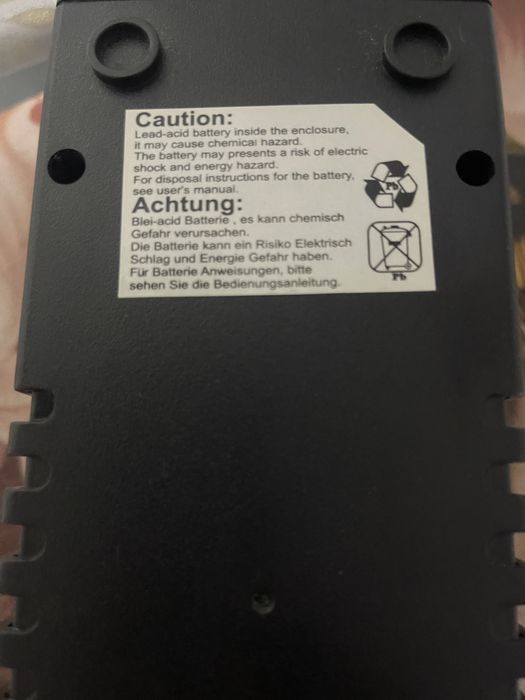 Caution:
Lead-acid battery inside the enclosure,
it may cause chemical hazard.
The battery may presents a risk of electric
shock and energy hazard.
For disposal instructions for the battery,
see user's manual.
Pb
Achtung:
Blei-acid Batterie , es kann chemisch
Gefahr verursachen.
Die Batterie kann ein Risiko Elektrisch
Schlag und Energie Gefahr haben.
Für Batterie Anweisungen, bitte
sehen Sie die Bedienungsanleitung.
Pb